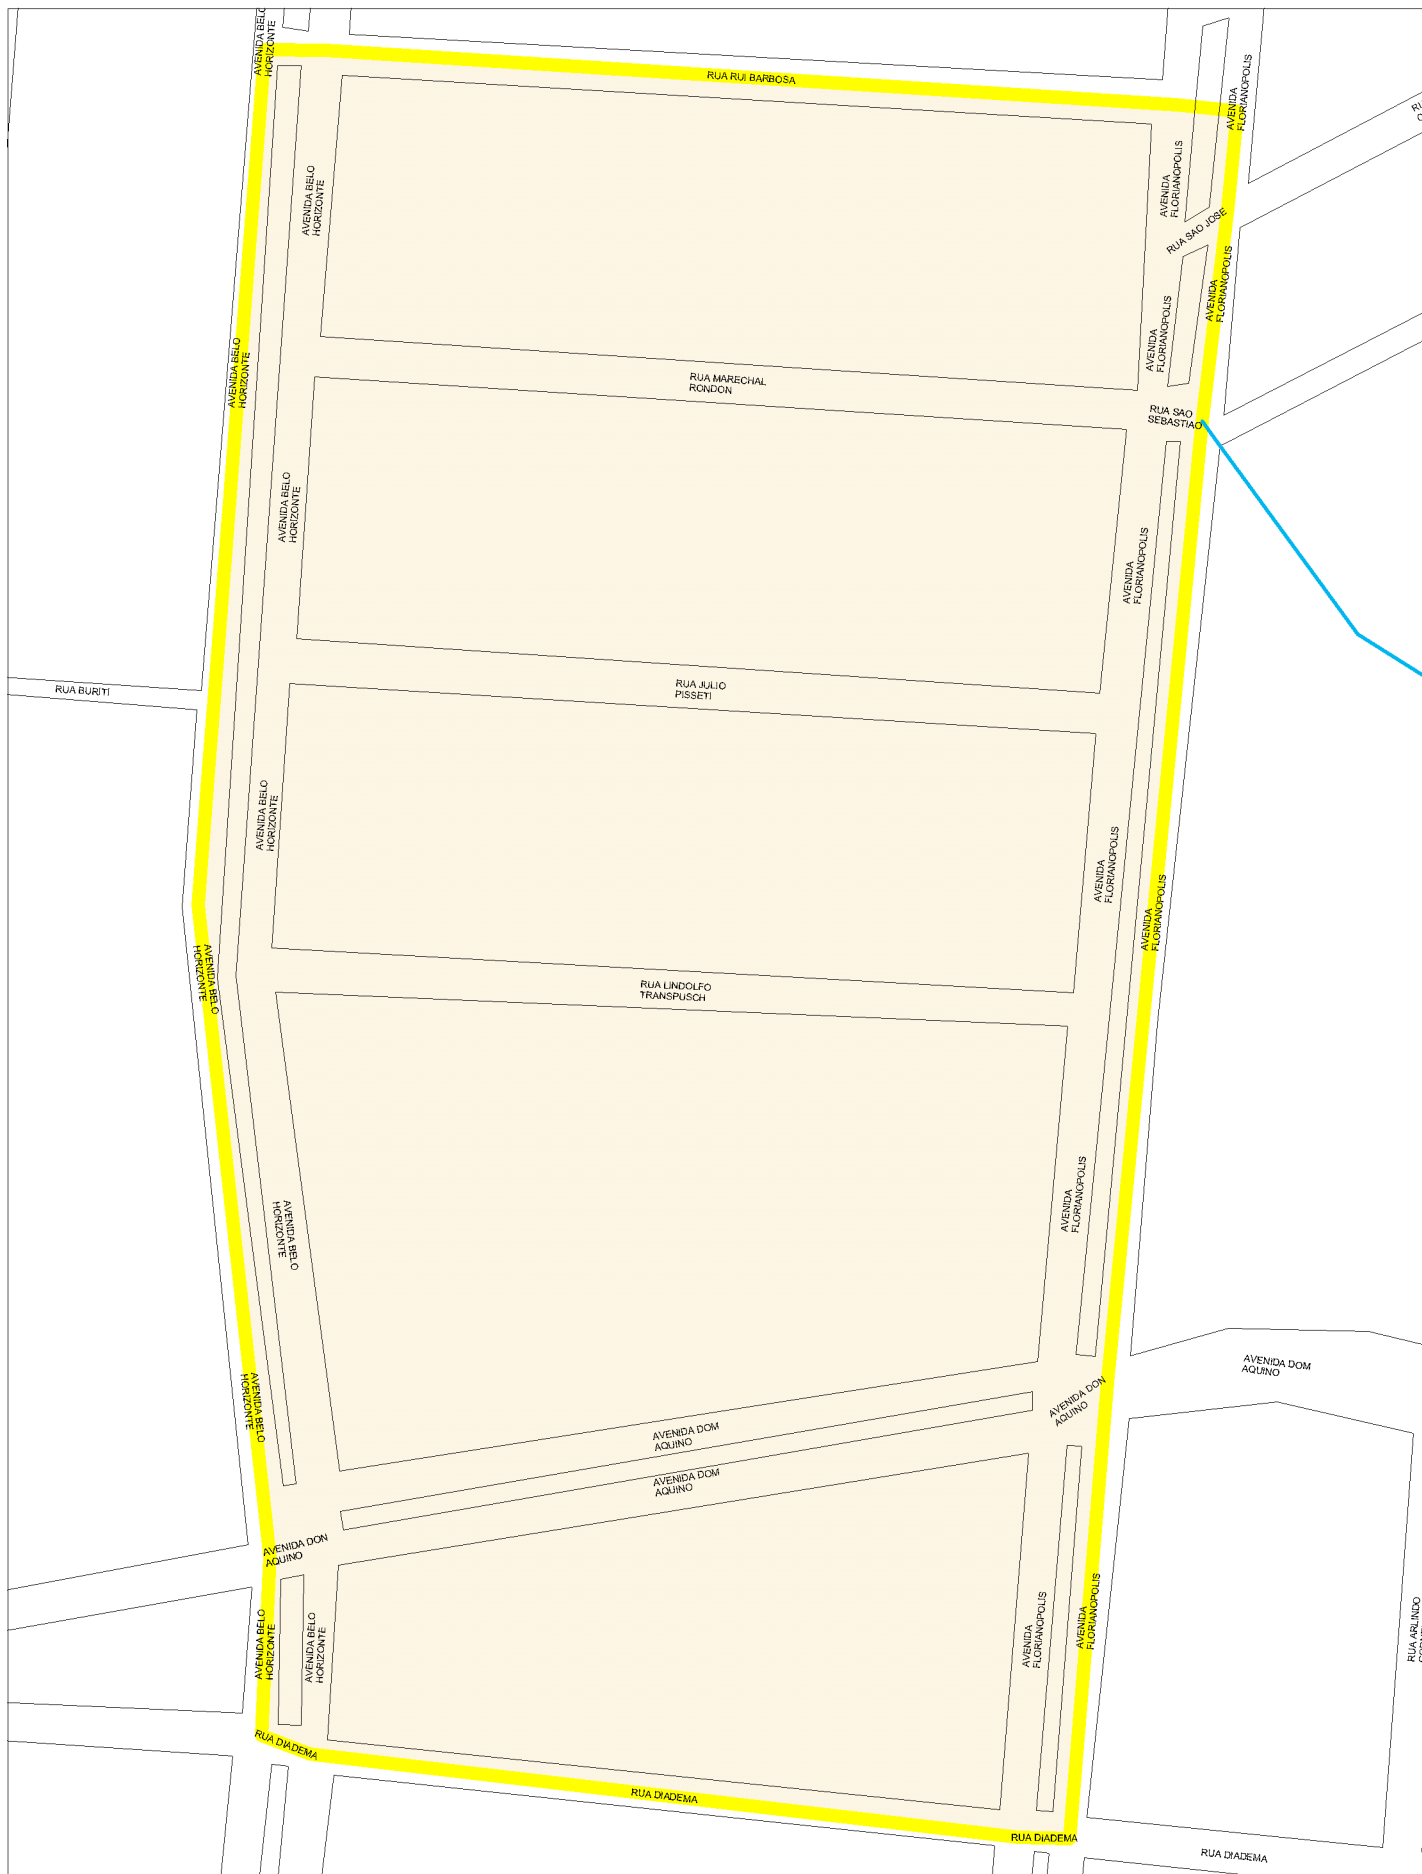 AVENIDA BELO
HORIZONTE
RUA RUI BARBOSA
AVENIDA
FLORIANOPOLIS
AVENIDA BELO
HORIZONTE
AVENIDA
FLORIANOPOLIS
RUA SAO JOSE
AVENIDA
FLORIANOPOLIS
AVENIDA
FLORIANOPOLIS
AVENIDA BELO
HORIZONTE
RUA MARECHAL
RONDON
RUA SAO
SEBASTIAO
AVENIDA BELO
HORIZONTE
AVENIDA
FLORIANOPOLIS
RUA BURITI
RUA JULIO
PISSETI
AVENIDA BELO
HORIZONTE
AVENIDA
FLORIANOPOLIS
AVENIDA
FLORIANOPOLIS
AVENIDA BELO
HORIZONTE
RUA LINDOLFO
TRANSPUSCH
AVENIDA BELO
HORIZONTE
AVENIDA
FLORIANOPOLIS
AVENIDA DOM
AQUINO
AVENIDA BELO
HORIZONTE
AVENIDA DON
AQUINO
AVENIDA DOM
AQUINO
AVENIDA DOM
AQUINO
AVENIDA DON
AQUINO
AVENIDA BELO
HORIZONTE
AVENIDA BELO
HORIZONTE
AVENIDA
FLORIANOPOLIS
AVENIDA
FLORIANOPOLIS
RUA ARLINDO
RUA DIADEMA
RUA DIADEMA
RUA DIADEMA
RUA DIADEMA